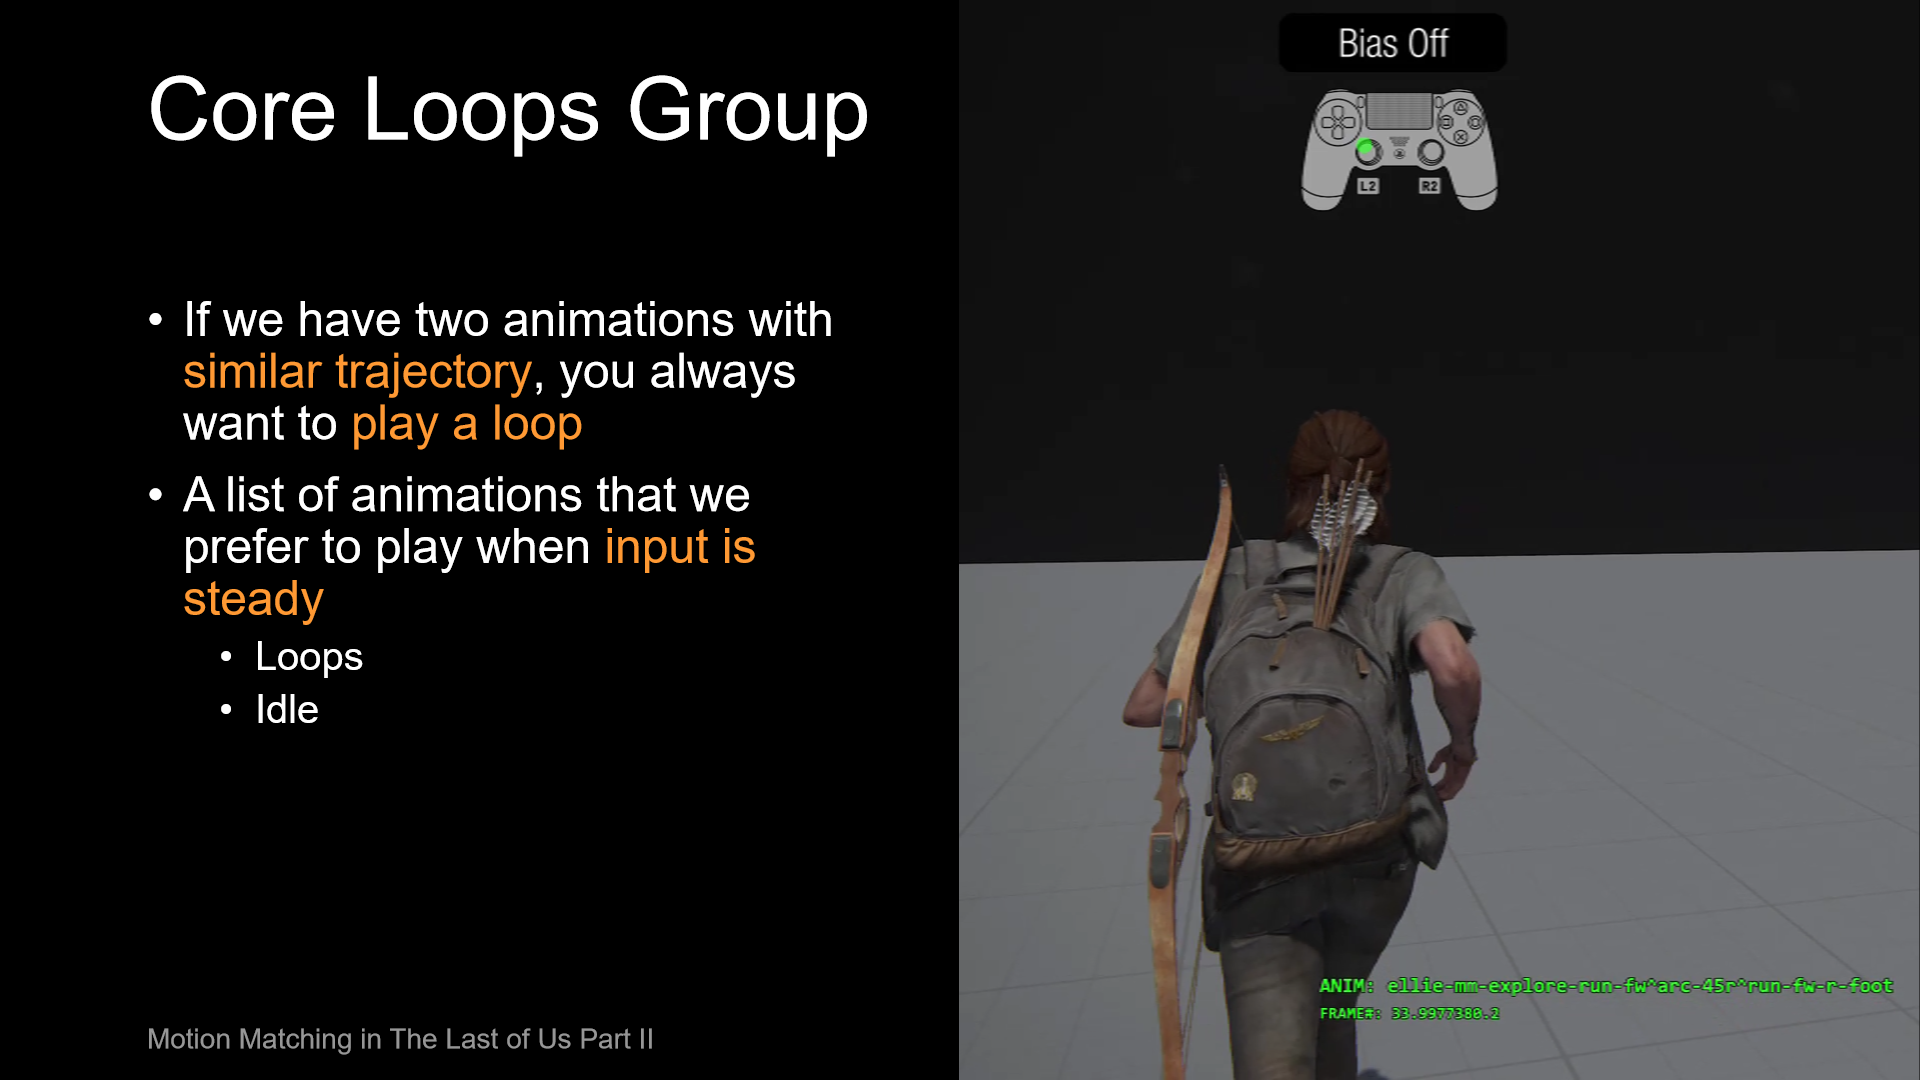 Core Loops Group
• If we have two animations with
similar trajectory, you always
want to play a loop
• A list of animations that we
prefer to play when input is
steady
• Loops
• Idle
Motion Matching in The Last of Us Part II
Bias Off
L2 R2
ANIM: ellie-mm-explore-run-fw^arc-45r^run-fw-r-foot
FRAME#: 33.9977380.2